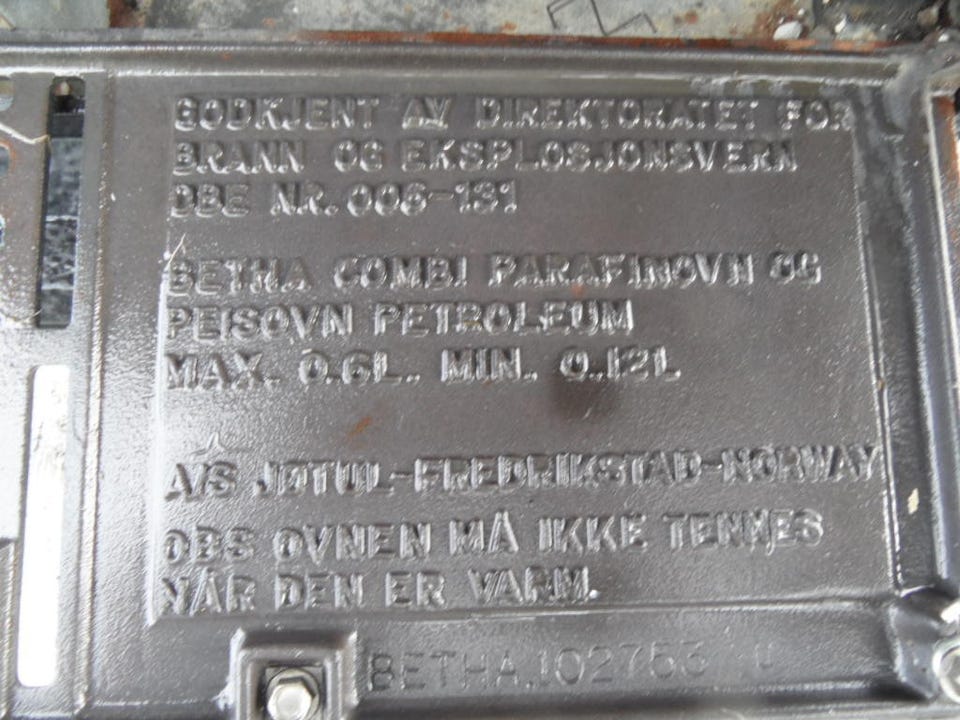 GODKJENT AV DIREKTORATET FOR
BRANN OG EKSPLOSJONSVERN
DBE NR. 006-131
BETHA COMBI PARAFINOVN OG
PEISOVN PETROLEUM
MAX. 0.6L.. MIN. 0..12L
A/S JØTUL-FREDRIKSTAD-NORWAY
OBS OVNEN MÅ IKKE TENNES
NÅR DEN ER VARM.
BETHA.102753